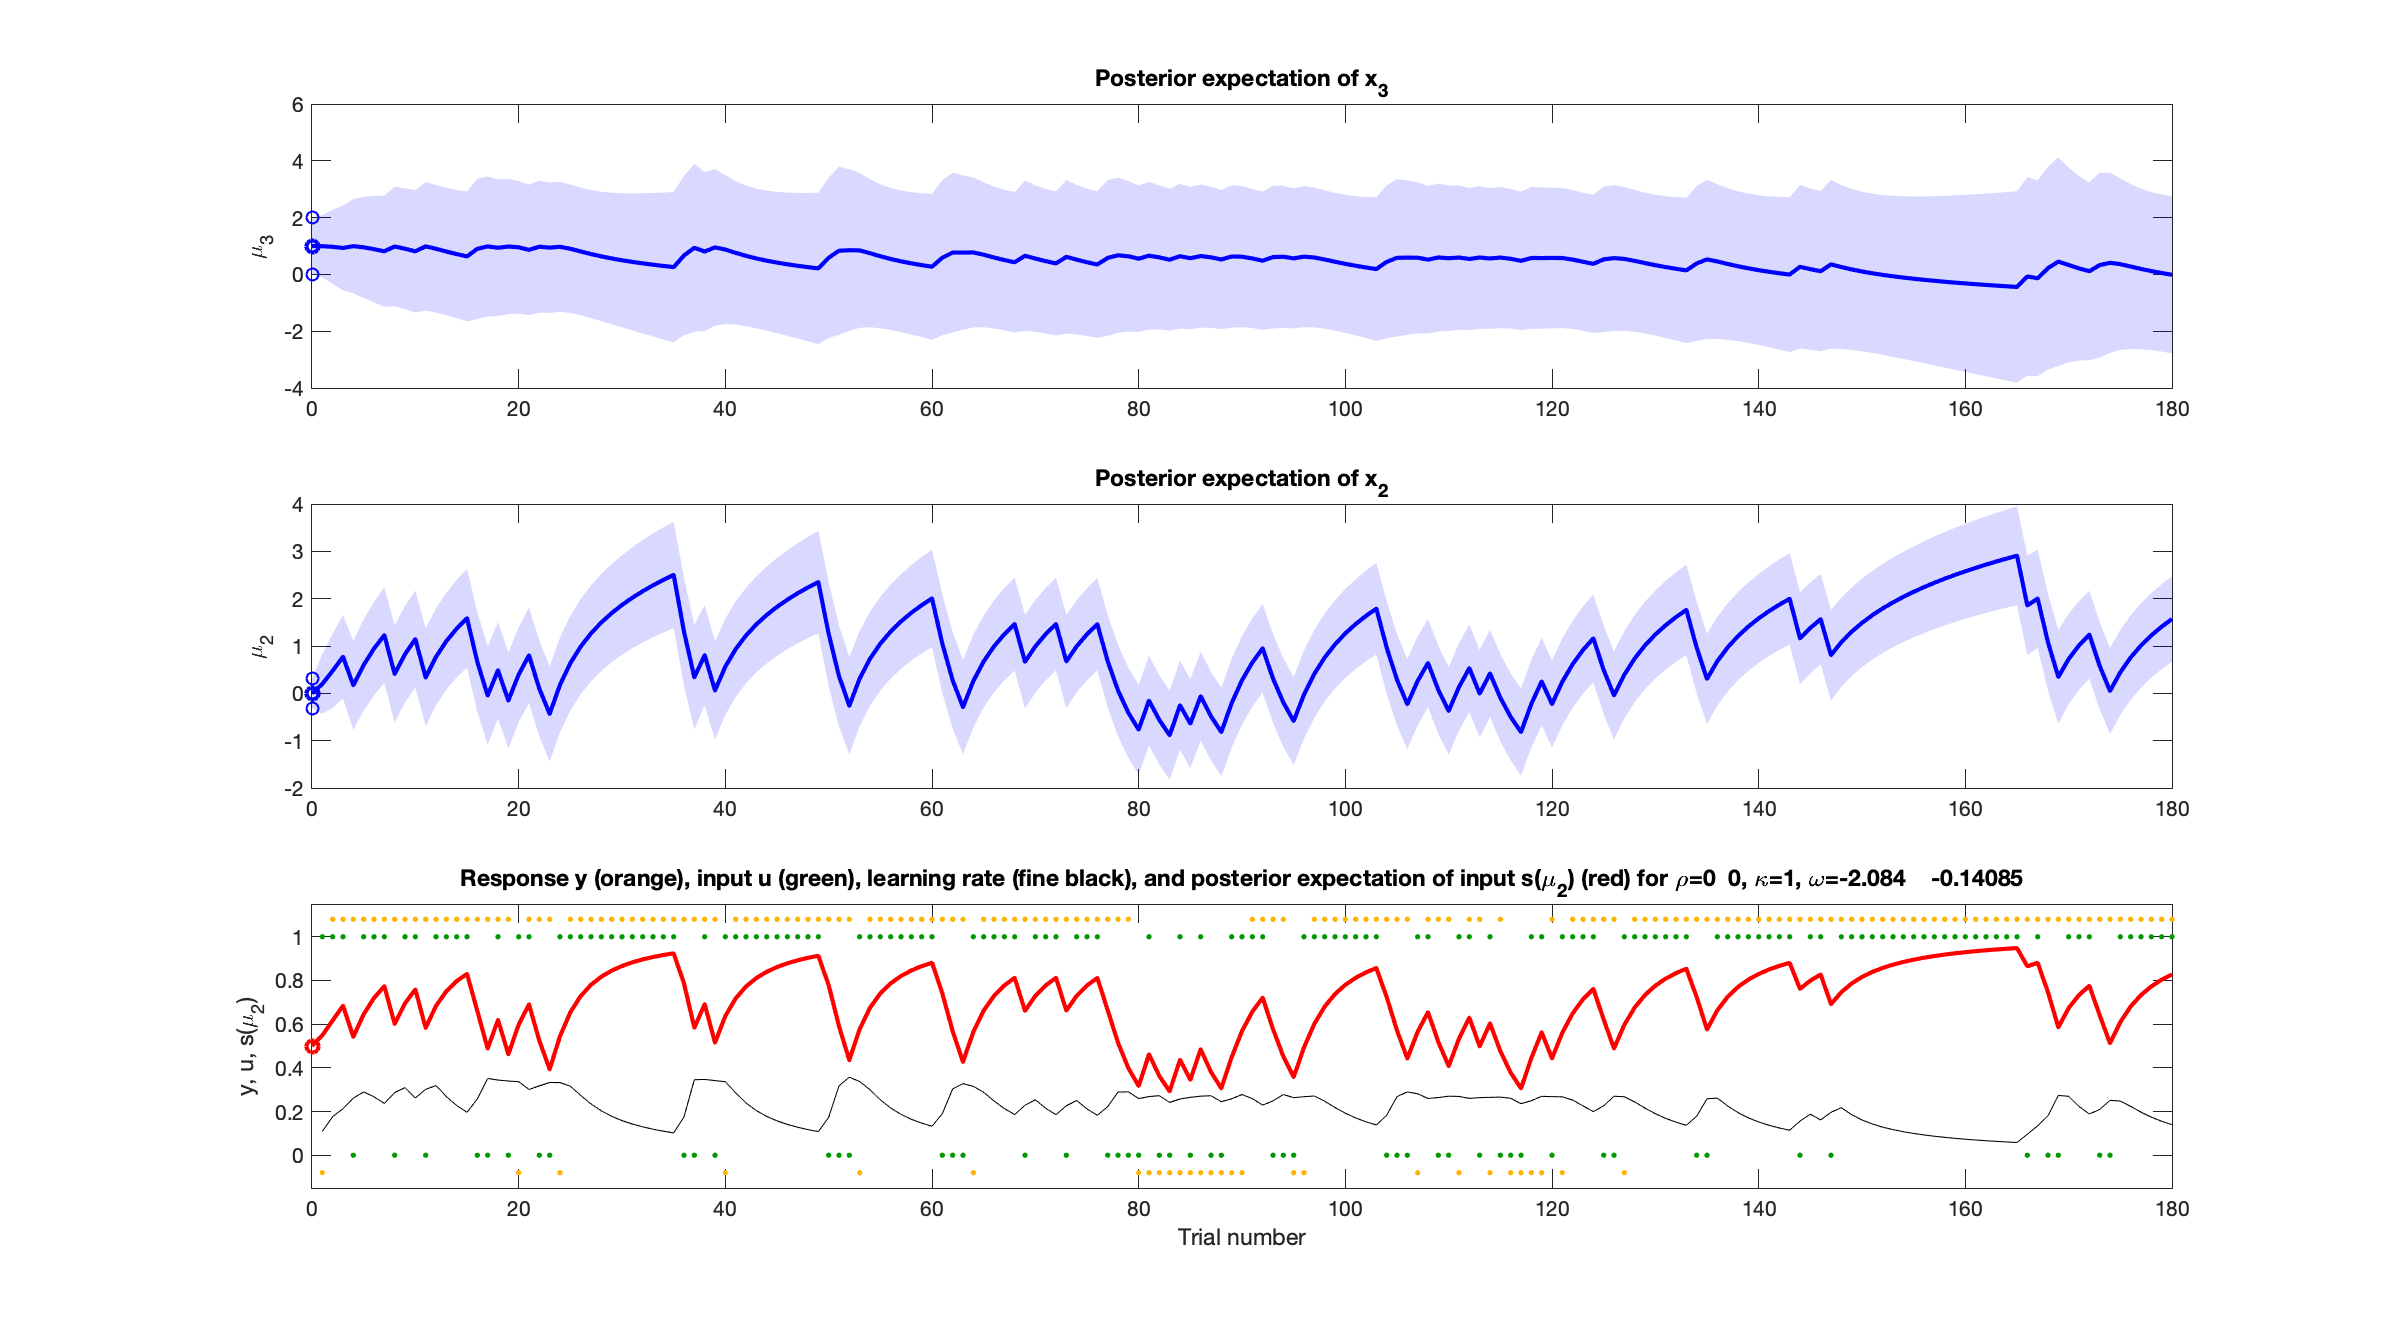 Posterior expectation of x3
6
4
2
0
-2
-4
μ3
0 20 40 60 80 100 120 140 160 180
Posterior expectation of x2
4
3
2
1
0
-1
-2
μ2
0 20 40 60 80 100 120 140 160 180
Response y (orange), input u (green), learning rate (fine black), and posterior expectation of input s(μ2) (red) for ρ=0 0, κ=1, ω=-2.084 -0.14085
1
0.8
0.6
0.4
0.2
0
y, u, s(μ2)
0 20 40 60 80 100 120 140 160 180
Trial number